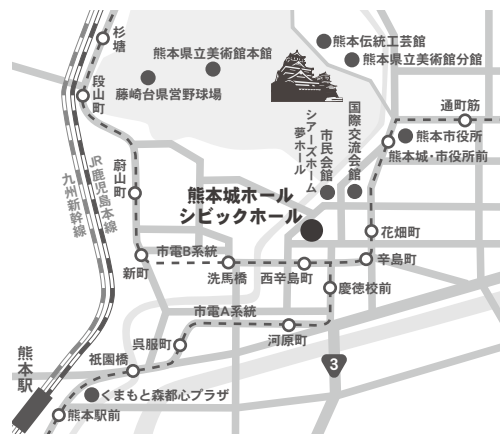 杉塘
熊本県立美術館本館
熊本伝統工芸館
熊本県立美術館分館
段山町
藤崎台県営野球場
通町筋
熊本市役所
熊本城・市役所前
国際交流会館
市民会館
シアーズホーム
夢ホール
蔚山町
JR鹿児島本線
九州新幹線
熊本城ホール
シビックホール
花畑町
市電B系統
辛島町
新町
洗馬橋
西辛島町
慶徳校前
市電A系統
呉服町
河原町
祇園橋
3
熊本駅
くまもと森都心プラザ
熊本駅前